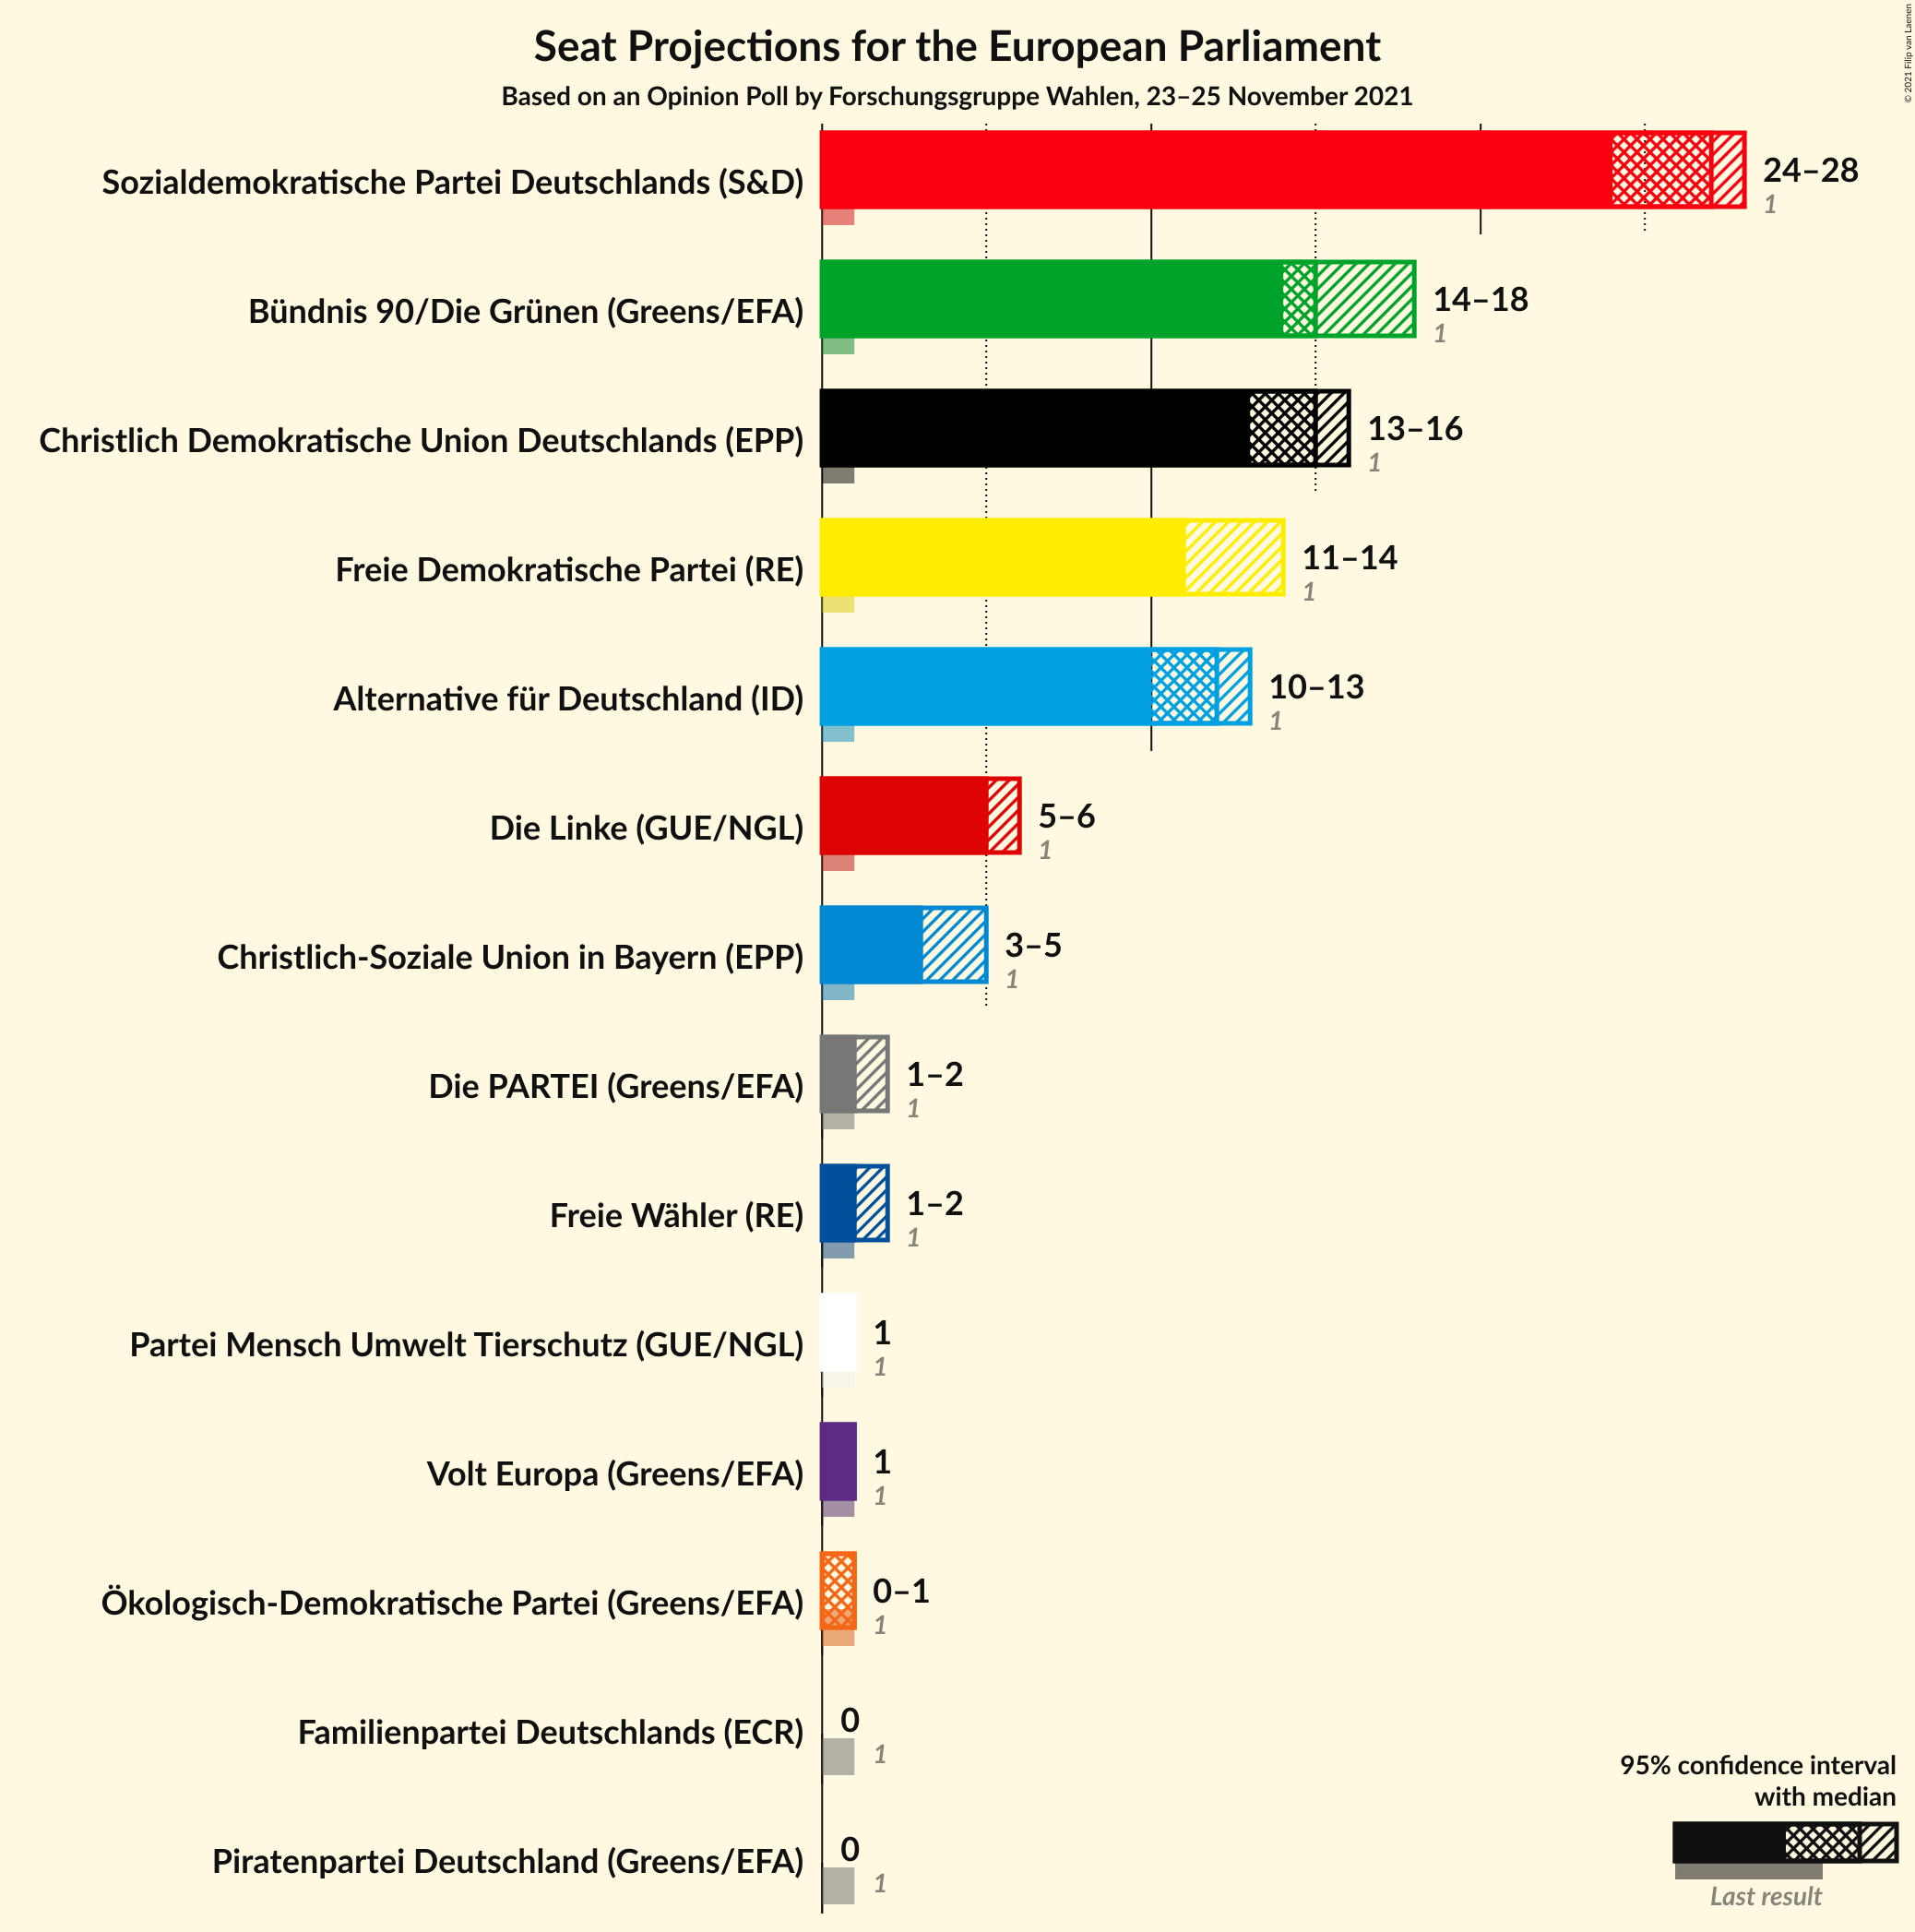 Seat Projections for the European Parliament
Based on an Opinion Poll by Forschungsgruppe Wahlen, 23–25 November 2021
© 2021 Filip van Laenen
Sozialdemokratische Partei Deutschlands (S&D)
24–28
1
Bündnis 90/Die Grünen (Greens/EFA)
14–18
1
Christlich Demokratische Union Deutschlands (EPP)
13–16
1
Freie Demokratische Partei (RE)
11–14
1
Alternative für Deutschland (ID)
10–13
1
Die Linke (GUE/NGL)
5–6
1
Christlich-Soziale Union in Bayern (EPP)
3–5
1
Die PARTEI (Greens/EFA)
1–2
1
Freie Wähler (RE)
1–2
1
Partei Mensch Umwelt Tierschutz (GUE/NGL)
1
1
Volt Europa (Greens/EFA)
1
1
Ökologisch-Demokratische Partei (Greens/EFA)
0–1
1
Familienpartei Deutschlands (ECR)
0
1
Piratenpartei Deutschland (Greens/EFA)
0
1
95% confidence interval
with median
Last result